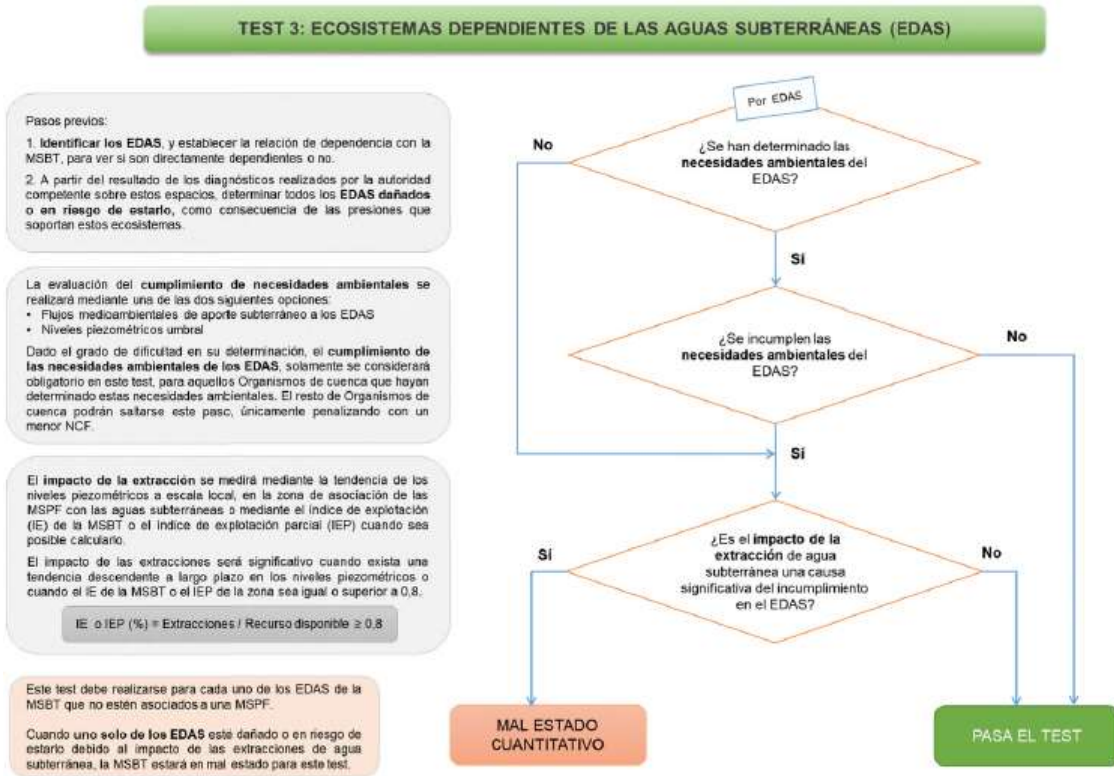 TEST 3: ECOSISTEMAS DEPENDIENTES DE LAS AGUAS SUBTERRÁNEAS (EDAS)
Pasos previos:
1. Identificar los EDAS, y establecer la relación de dependencia con la
MSBT, para ver si son directamente dependientes o no.
2. A partir del resultado de los diagnósticos realizados por la autoridad
competente sobre estos espacios, determinar todos los EDAS dañados
o en riesgo de estarlo, como consecuencia de las presiones que
soportan estos ecosistemas.
La evaluación del cumplimiento de necesidades ambientales se
realizará mediante una de las dos siguientes opciones:
• Flujos medioambientales de aporte subterráneo a los EDAS
• Niveles piezométricos umbral
Dado el grado de dificultad en su determinación, el cumplimiento de
las necesidades ambientales de los EDAS, solamente se considerará
obligatorio en este test, para aquellos Organismos de cuenca que hayan
determinado estas necesidades ambientales. El resto de Organismos de
cuenca podrán saltarse este paso, únicamente penalizando con un
menor NCF.
El impacto de la extracción se medirá mediante la tendencia de los
niveles piezométricos a escala local, en la zona de asociación de las
MSPF con las aguas subterráneas o mediante el índice de explotación
(IE) de la MSBT o el índice de explotación parcial (IEP) cuando sea
posible calcularlo.
El impacto de las extracciones será significativo cuando exista una
tendencia descendente a largo plazo en los niveles piezométricos o
cuando el IE de la MSBT o el IEP de la zona sea igual o superior a 0,8.
IE o IEP (%) = Extracciones / Recurso disponible ≥ 0,8
Este test debe realizarse para cada uno de los EDAS de la
MSBT que no estén asociados a una MSPF.
Cuando uno solo de los EDAS esté dañado o en riesgo de
estarlo debido al impacto de las extracciones de agua
subterránea, la MSBT estará en mal estado para este test.
Por EDAS
¿Se han determinado las
necesidades ambientales del
EDAS?
No
Sí
¿Se incumplen las
necesidades ambientales del
EDAS?
No
Sí
¿Es el impacto de la
extracción de agua
subterránea una causa
significativa del incumplimiento
en el EDAS?
Sí
No
MAL ESTADO
CUANTITATIVO
PASA EL TEST